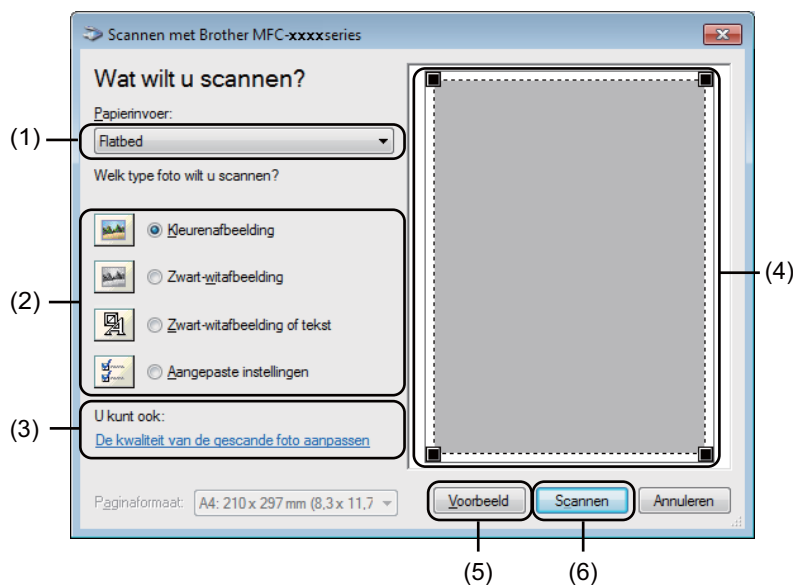 Scannen met Brother MFC-xxxxseries
Wat wilt u scannen?
Papierinvoer:
(1)
Flatbed
Welk type foto wilt u scannen?
Kleurenafbeelding
Zwart-witafbeelding
(2)
(4)
Zwart-witafbeelding of tekst
Aangepaste instellingen
U kunt ook:
(3)
De kwaliteit van de gescande foto aanpassen
Paginaformaat: A4: 210 x 297 mm (8,3 x 11,7
Voorbeeld Scannen Annuleren
(5) (6)